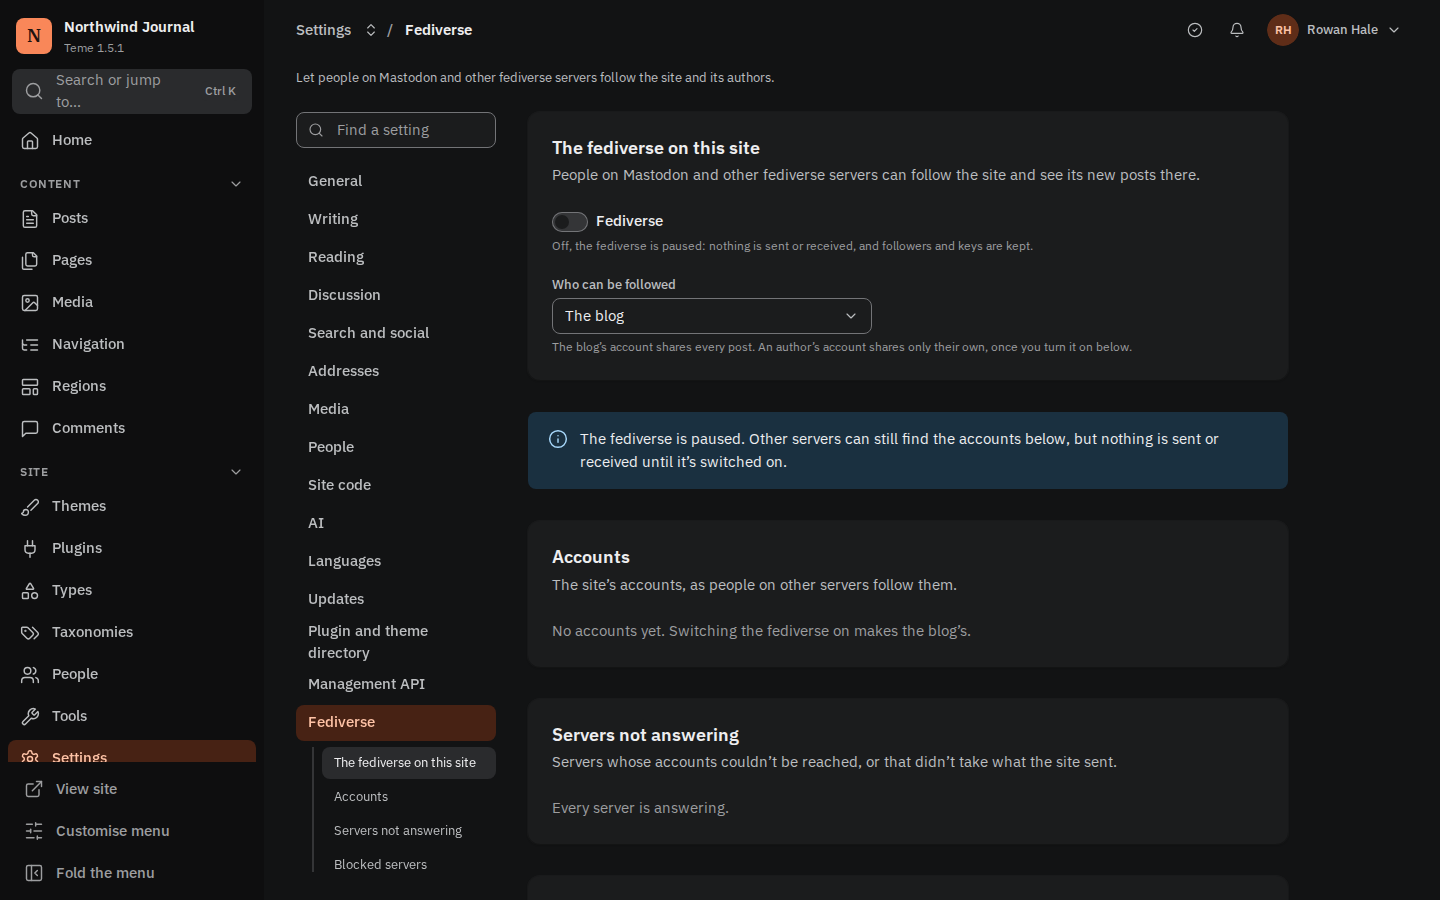 N
Northwind Journal
Teme 1.5.1
Search or jump
to...
Ctrl K
Home
CONTENT
Posts
Pages
Media
Navigation
Regions
Comments
SITE
Themes
Plugins
Types
Taxonomies
People
Tools
Settings
View site
Customise menu
Fold the menu
Settings / Fediverse
RH
Rowan Hale
Let people on Mastodon and other fediverse servers follow the site and its authors.
Find a setting
General
Writing
Reading
Discussion
Search and social
Addresses
Media
People
Site code
AI
Languages
Updates
Plugin and theme
directory
Management API
Fediverse
The fediverse on this site
Accounts
Servers not answering
Blocked servers
The fediverse on this site
People on Mastodon and other fediverse servers can follow the site and see its new posts there.
Fediverse
Off, the fediverse is paused: nothing is sent or received, and followers and keys are kept.
Who can be followed
The blog
The blog’s account shares every post. An author’s account shares only their own, once you turn it on below.
The fediverse is paused. Other servers can still find the accounts below, but nothing is sent or
received until it’s switched on.
Accounts
The site’s accounts, as people on other servers follow them.
No accounts yet. Switching the fediverse on makes the blog’s.
Servers not answering
Servers whose accounts couldn’t be reached, or that didn’t take what the site sent.
Every server is answering.